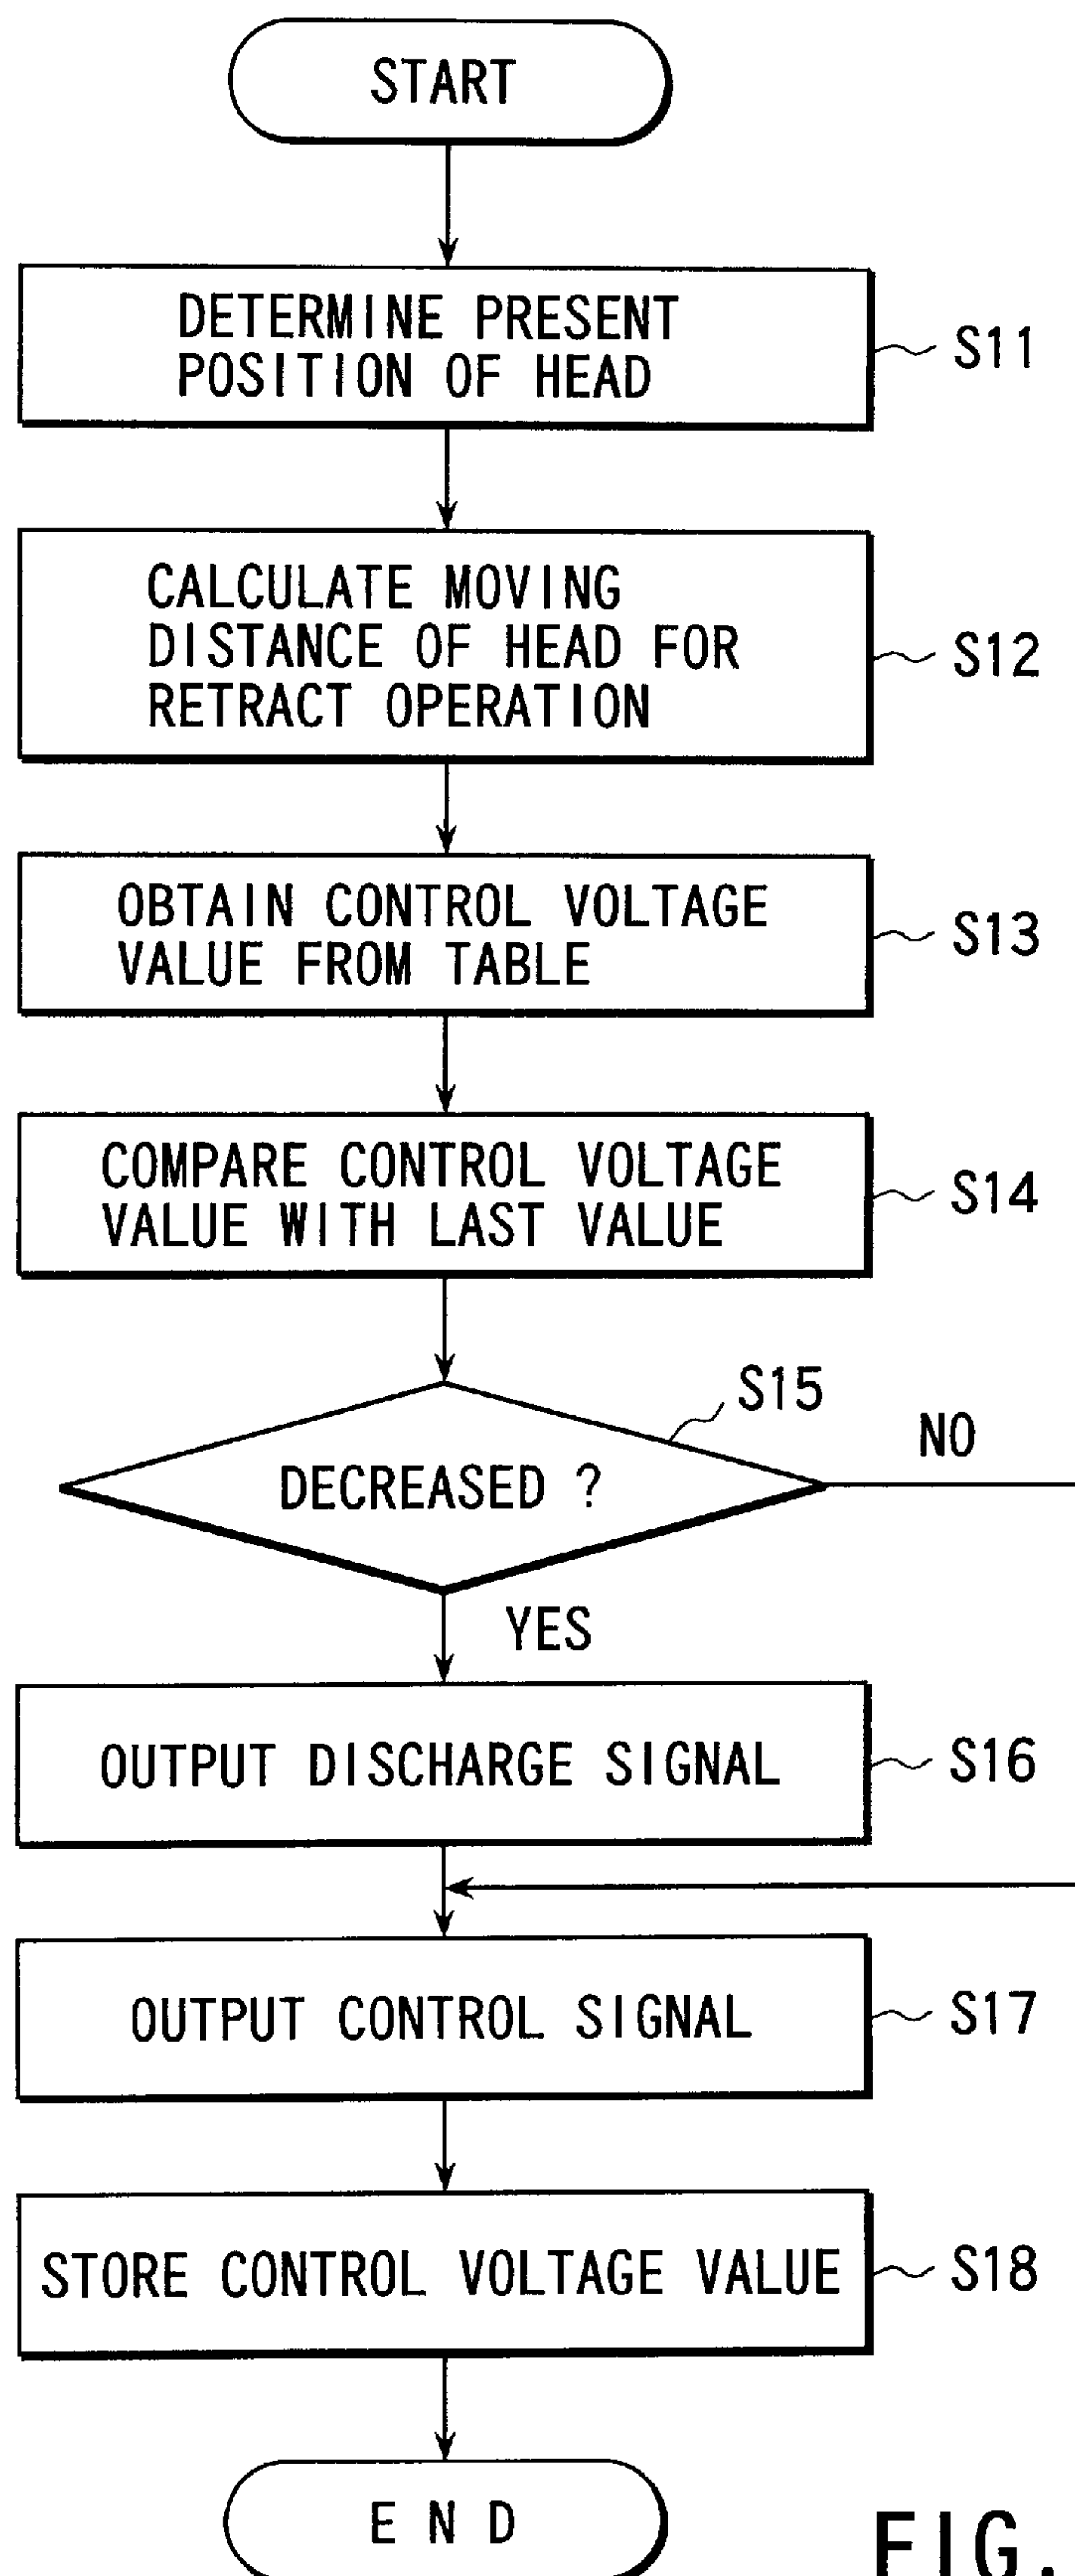 START
DETERMINE PRESENT
POSITION OF HEAD
S11
CALCULATE MOVING
DISTANCE OF HEAD FOR
RETRACT OPERATION
S12
OBTAIN CONTROL VOLTAGE
VALUE FROM TABLE
S13
COMPARE CONTROL VOLTAGE
VALUE WITH LAST VALUE
S14
S15
DECREASED ?
NO
YES
OUTPUT DISCHARGE SIGNAL
S16
OUTPUT CONTROL SIGNAL
S17
STORE CONTROL VOLTAGE VALUE
S18
E N D
FIG.